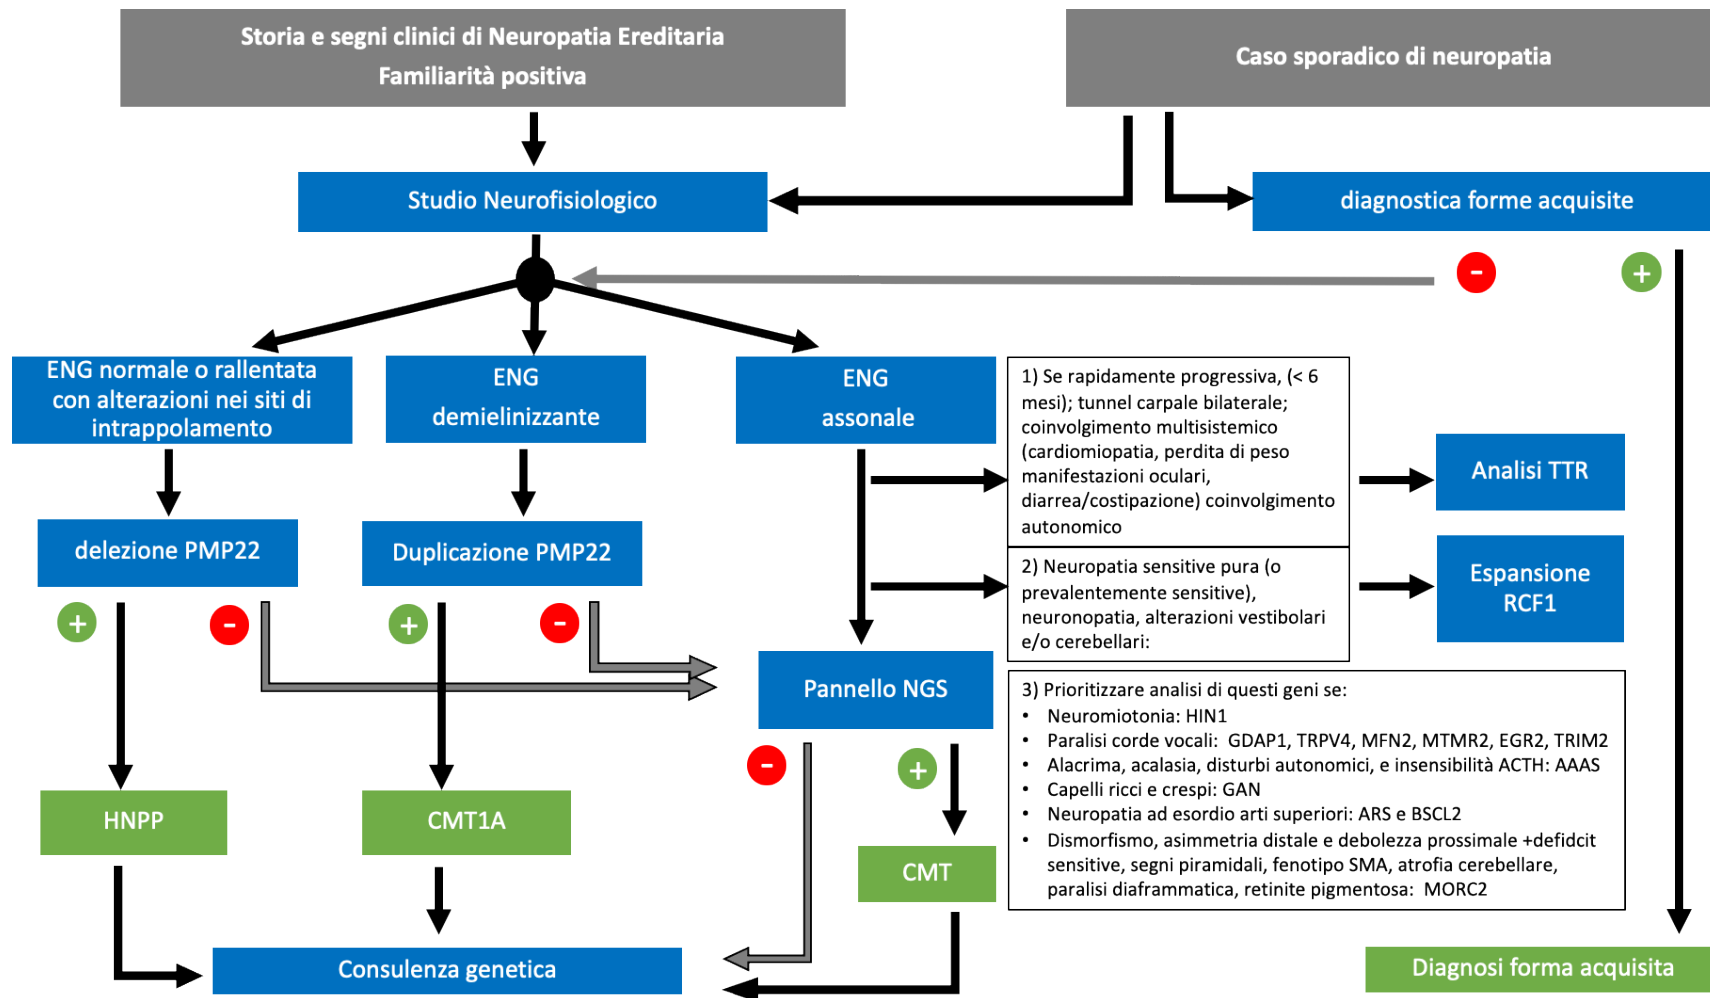 Storia e segni clinici di Neuropatia Ereditaria
Familiarità positiva
Caso sporadico di neuropatia
Studio Neurofisiologico
diagnostica forme acquisite
-
+
ENG normale o rallentata
con alterazioni nei siti di
intrappolamento
ENG
demielinizzante
ENG
assonale
1) Se rapidamente progressiva, (< 6
mesi); tunnel carpale bilaterale;
coinvolgimento multisistemico
(cardiomiopatia, perdita di peso
manifestazioni oculari,
diarrea/costipazione) coinvolgimento
autonomico
Analisi TTR
delezione PMP22
Duplicazione PMP22
2) Neuropatia sensitive pura (o
prevalentemente sensitive),
neuronopatia, alterazioni vestibolari
e/o cerebellari:
Espansione
RCF1
+
-
+
-
Pannello NGS
3) Prioritizzare analisi di questi geni se:
• Neuromiotonia: HIN1
• Paralisi corde vocali: GDAP1, TRPV4, MFN2, MTMR2, EGR2, TRIM2
• Alacrima, acalasia, disturbi autonomici, e insensibilità ACTH: AAAS
• Capelli ricci e crespi: GAN
• Neuropatia ad esordio arti superiori: ARS e BSCL2
• Dismorfismo, asimmetria distale e debolezza prossimale +defidcit
sensitive, segni piramidali, fenotipo SMA, atrofia cerebellare,
paralisi diaframmatica, retinite pigmentosa: MORC2
-
+
HNPP
CMT1A
CMT
Consulenza genetica
Diagnosi forma acquisita